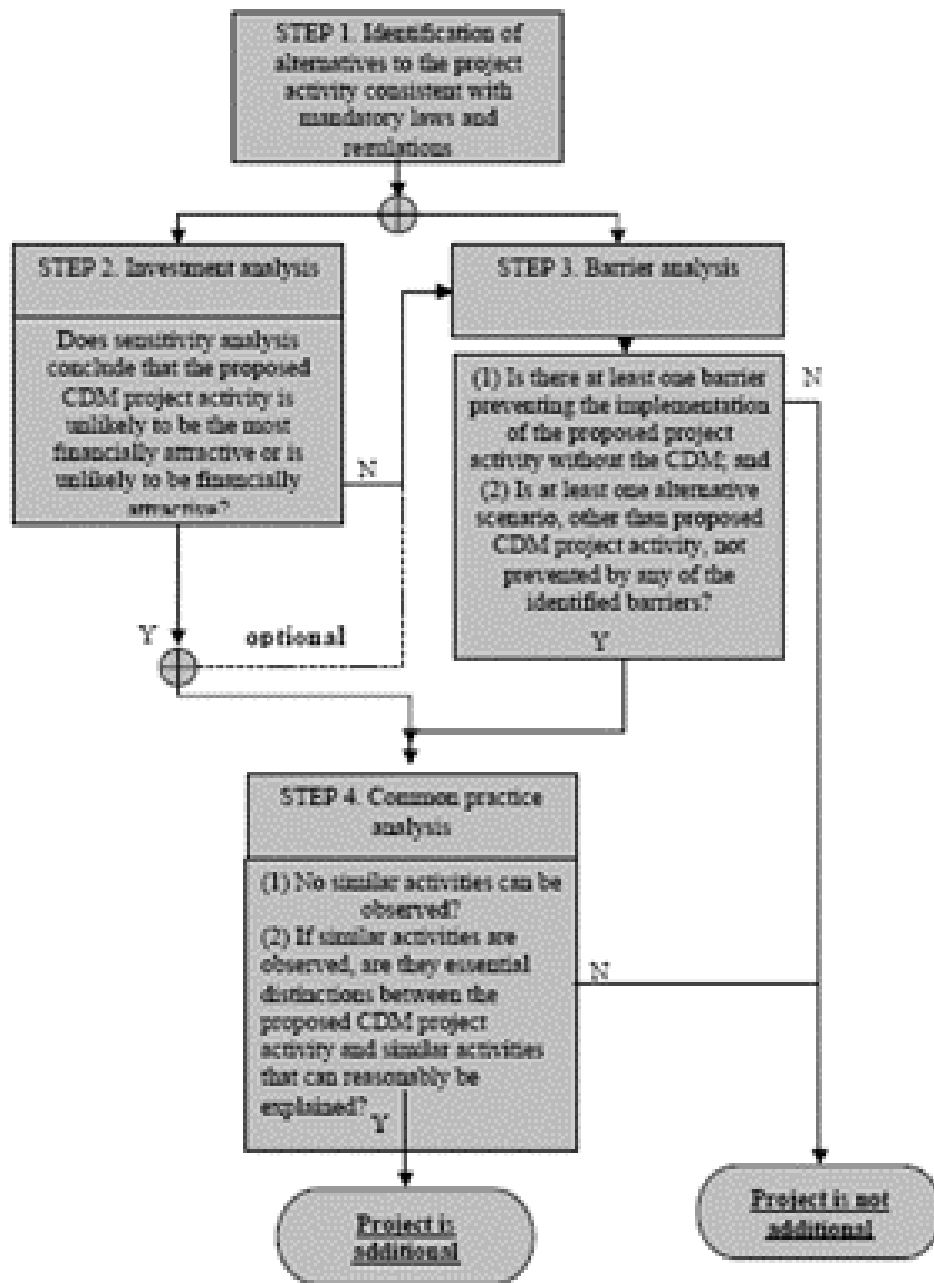 STEP 1. Identification of
alternatives to the project
activity consistent with
mandatory laws and
regulations
STEP 2. Investment analysis
Does sensitivity analysis
conclude that the proposed
CDM project activity is
unlikely to be the most
financially attractive or is
unlikely to be financially
attractive?
N
Y
optional
STEP 3. Barrier analysis
(1) Is there at least one barrier
preventing the implementation
of the proposed project
activity without the CDM; and
(2) Is at least one alternative
scenario, other than proposed
CDM project activity, not
prevented by any of the
identified barriers?
Y
N
STEP 4. Common practice
analysis
(1) No similar activities can be
observed?
(2) If similar activities are
observed, are they essential
distinctions between the
proposed CDM project
activity and similar activities
that can reasonably be
explained?
Y
N
Project is
additional
Project is not
additional